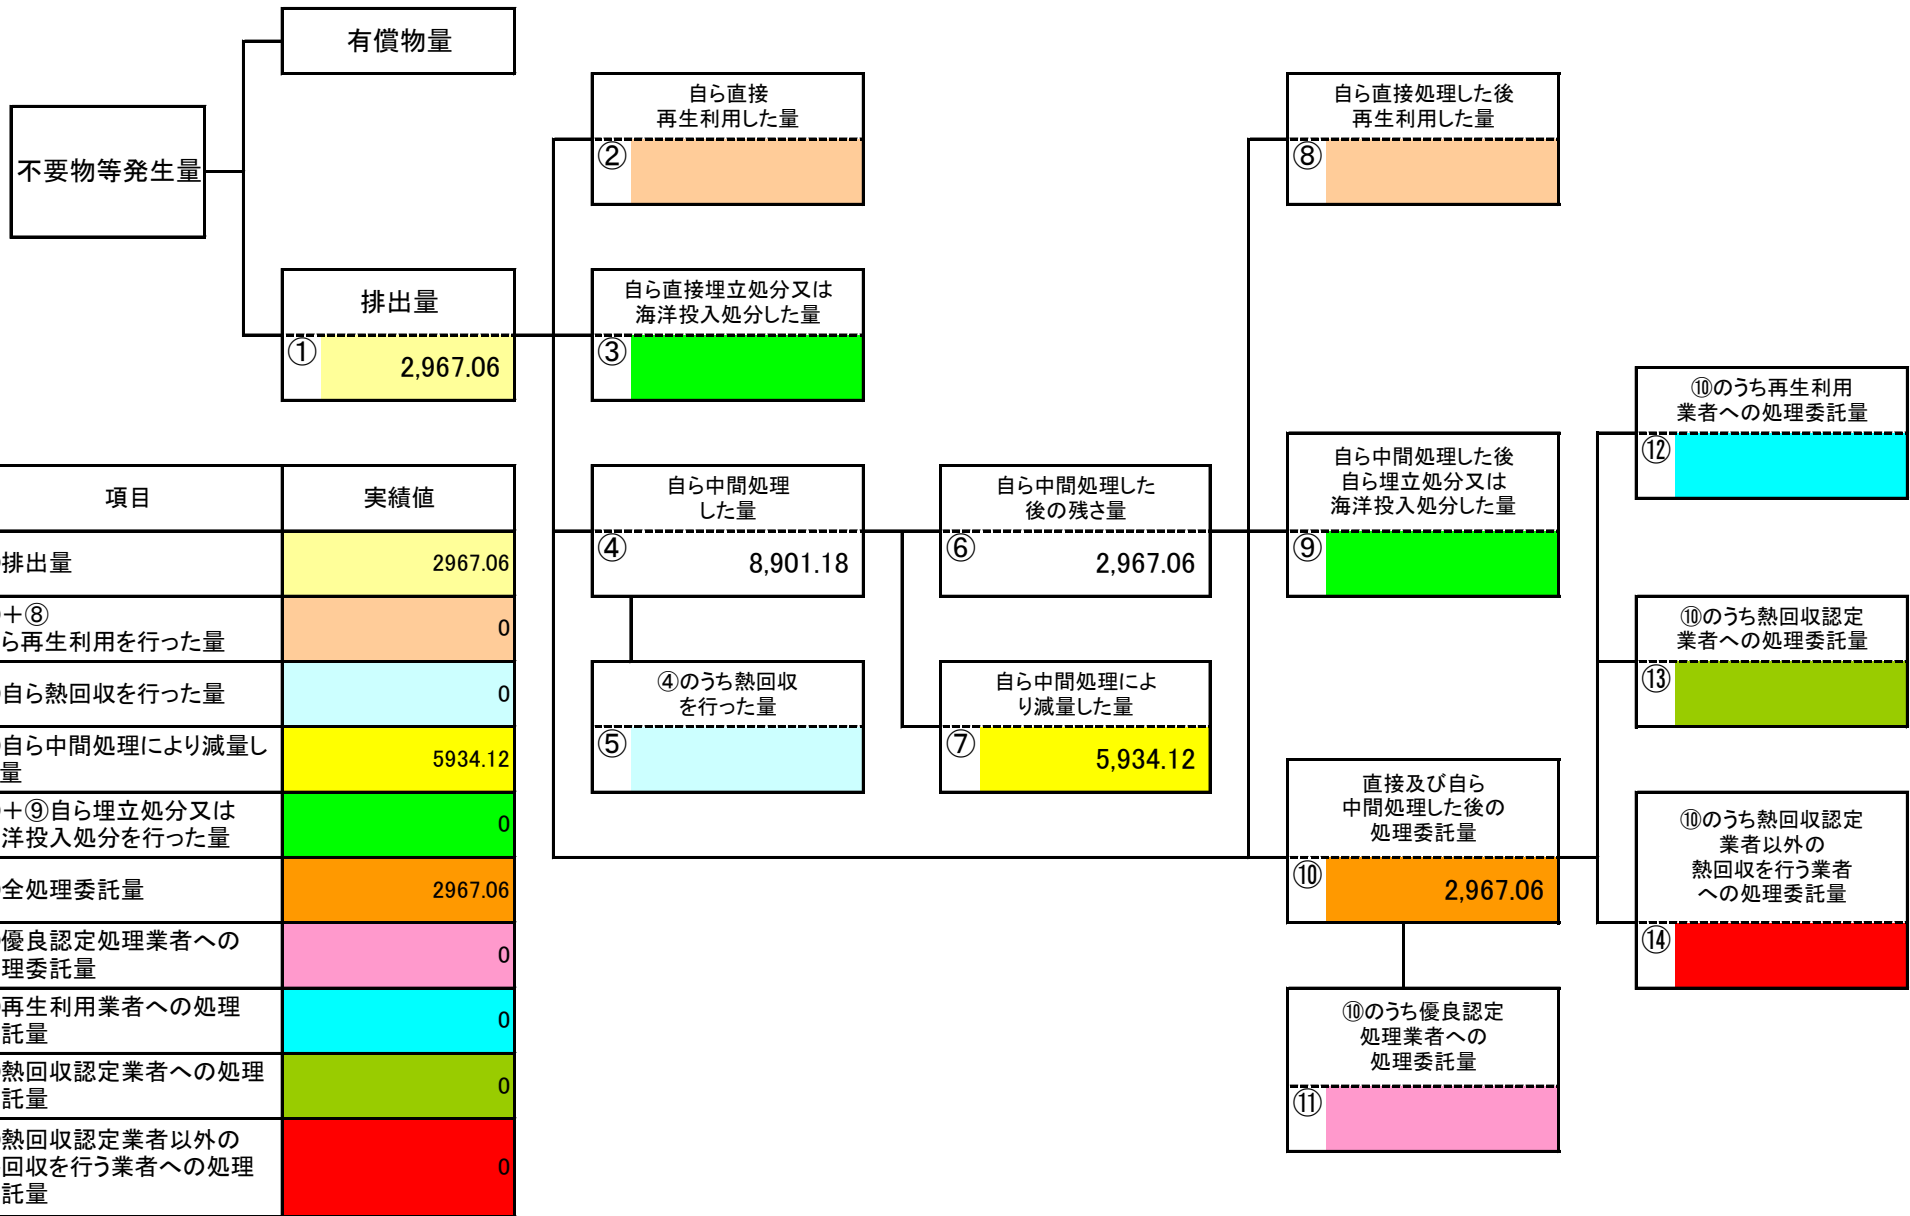 有償物量
不要物等発生量
排出量
①
2,967.06
自ら直接
再生利用した量
②
自ら直接埋立処分又は
海洋投入処分した量
③
自ら中間処理
した量
④
8,901.18
④のうち熱回収
を行った量
⑤
自ら中間処理した
後の残さ量
⑥
2,967.06
自ら中間処理によ
り減量した量
⑦
5,934.12
自ら直接処理した後
再生利用した量
⑧
自ら中間処理した後
自ら埋立処分又は
海洋投入処分した量
⑨
直接及び自ら
中間処理した後の
処理委託量
⑩
2,967.06
⑩のうち優良認定
処理業者への
処理委託量
⑪
⑩のうち再生利用
業者への処理委託量
⑫
⑩のうち熱回収認定
業者への処理委託量
⑬
⑩のうち熱回収認定
業者以外の
熱回収を行う業者
への処理委託量
⑭
項目 実績値
排出量 2967.06
+⑧
ら再生利用を行った量 0
自ら熱回収を行った量 0
自ら中間処理により減量し
量 5934.12
+⑨自ら埋立処分又は
洋投入処分を行った量 0
全処理委託量 2967.06
優良認定処理業者への
理委託量 0
再生利用業者への処理
託量 0
熱回収認定業者への処理
託量 0
熱回収認定業者以外の
回収を行う業者への処理
託量 0